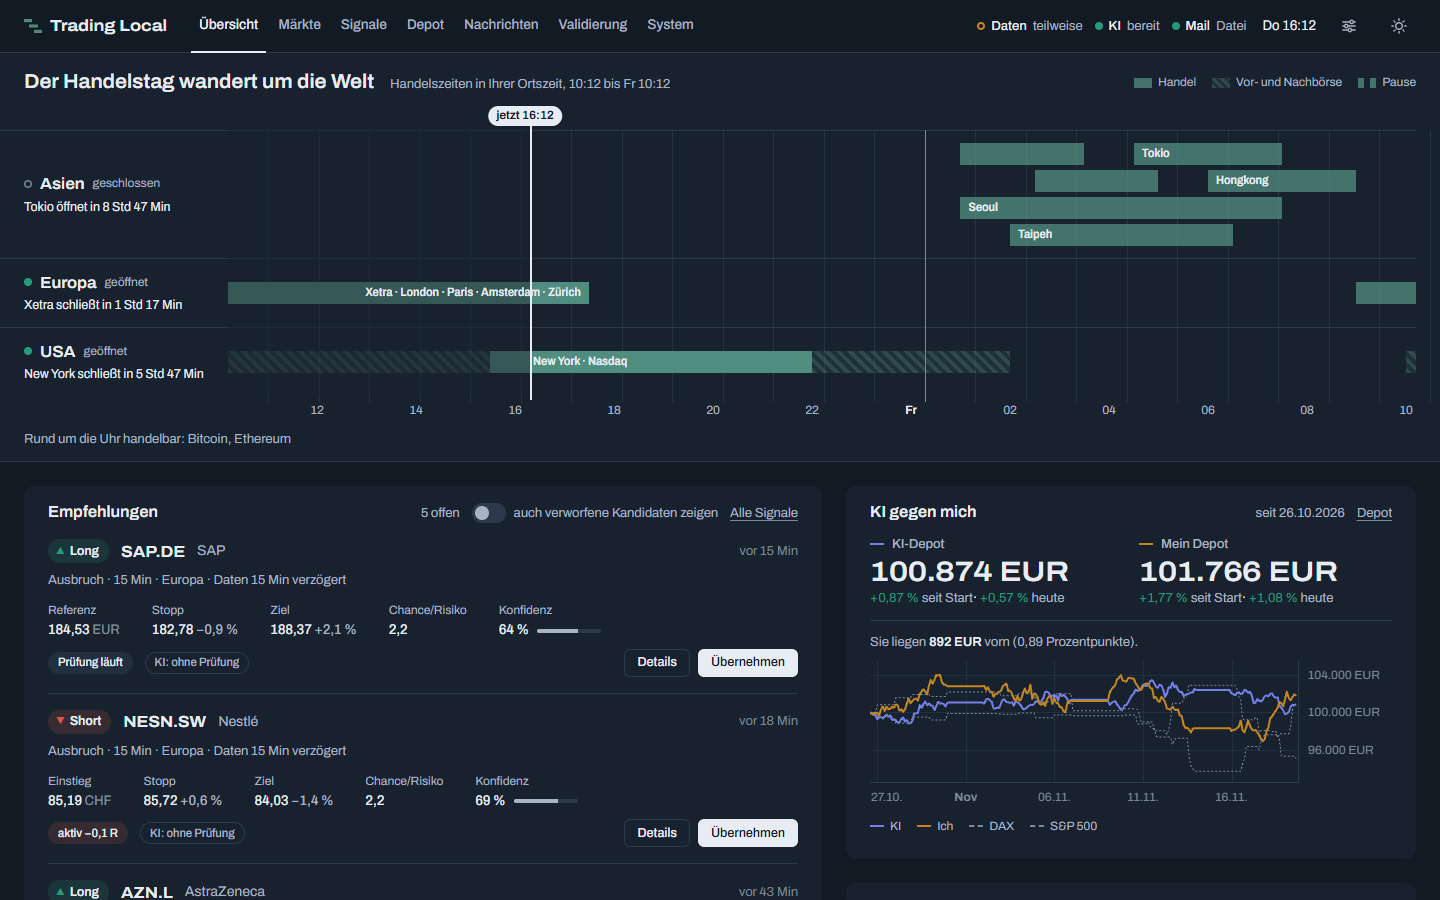 Trading Local
Übersicht Märkte Signale Depot Nachrichten Validierung System
Daten teilweise KI bereit Mail Datei Do 16:12
Der Handelstag wandert um die Welt Handelszeiten in Ihrer Ortszeit, 10:12 bis Fr 10:12
Handel Vor- und Nachbörse Pause
jetzt 16:12
Asien geschlossen
Tokio öffnet in 8 Std 47 Min
Tokio
Hongkong
Seoul
Taipeh
Europa geöffnet
Xetra schließt in 1 Std 17 Min
Xetra · London · Paris · Amsterdam · Zürich
USA geöffnet
New York schließt in 5 Std 47 Min
New York · Nasdaq
12 14 16 18 20 22 Fr 02 04 06 08 10
Rund um die Uhr handelbar: Bitcoin, Ethereum
Empfehlungen
5 offen auch verworfene Kandidaten zeigen Alle Signale
Long SAP.DE SAP vor 15 Min
Ausbruch · 15 Min · Europa · Daten 15 Min verzögert
Referenz Stopp Ziel Chance/Risiko Konfidenz
184,53 EUR 182,78 −0,9 % 188,37 +2,1 % 2,2 64 %
Prüfung läuft KI: ohne Prüfung Details Übernehmen
Short NESN.SW Nestlé vor 18 Min
Ausbruch · 15 Min · Europa · Daten 15 Min verzögert
Einstieg Stopp Ziel Chance/Risiko Konfidenz
85,19 CHF 85,72 +0,6 % 84,03 −1,4 % 2,2 69 %
aktiv −0,1 R KI: ohne Prüfung Details Übernehmen
Long AZN.L AstraZeneca vor 43 Min
KI gegen mich seit 26.10.2026 Depot
KI-Depot Mein Depot
100.874 EUR 101.766 EUR
+0,87 % seit Start· +0,57 % heute +1,77 % seit Start· +1,08 % heute
Sie liegen 892 EUR vorn (0,89 Prozentpunkte).
104.000 EUR
100.000 EUR
96.000 EUR
27.10. Nov 06.11. 11.11. 16.11.
KI Ich DAX S&P 500